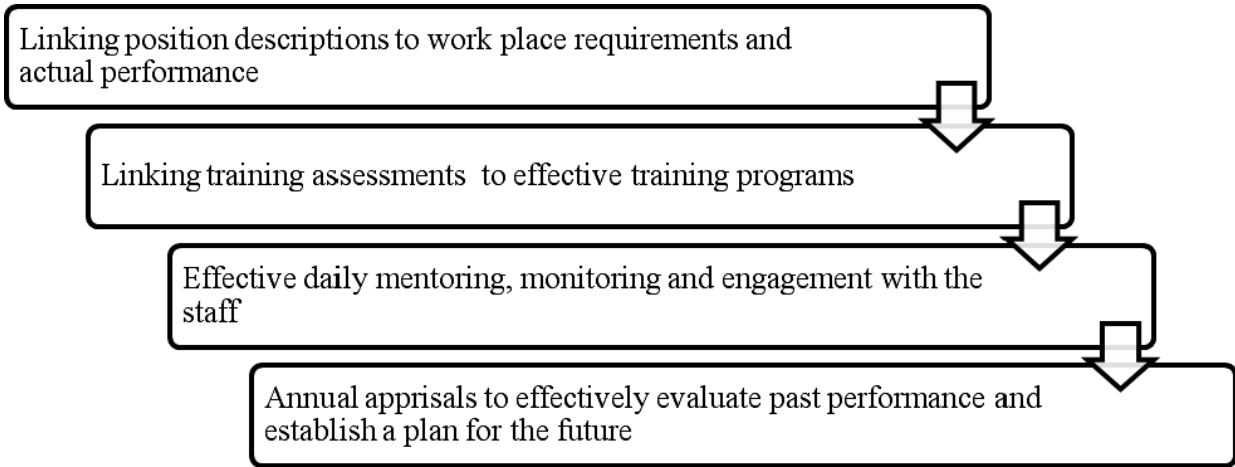 Linking position descriptions to work place requirements and
actual performance
Linking training assessments  to effective training programs
Effective daily mentoring, monitoring and engagement with the
staff
Annual apprisals to effectively evaluate past performance and
establish a plan for the future